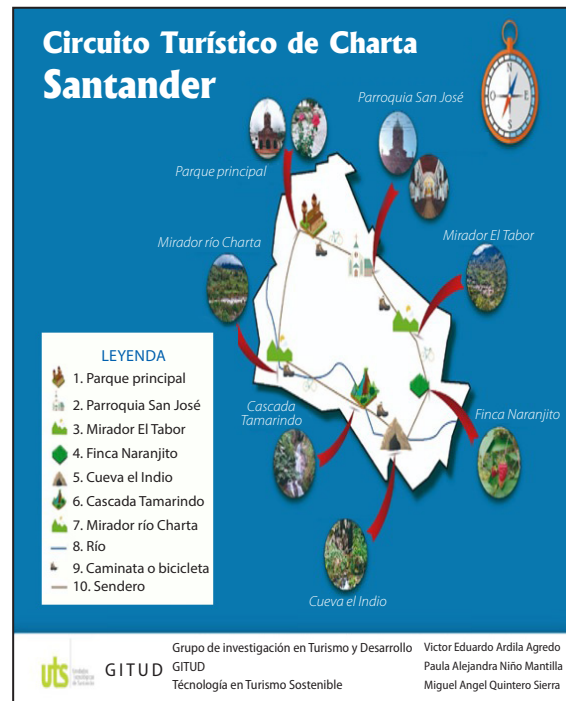 Circuito Turístico de Charta
Santander
N
O
E
S
Parroquia San José
Parque principal
Mirador río Charta
Mirador El Tabor
LEYENDA
1. Parque principal
2. Parroquia San José
3. Mirador El Tabor
4. Finca Naranjito
5. Cueva el Indio
6. Cascada Tamarindo
7. Mirador río Charta
8. Río
9. Caminata o bicicleta
10. Sendero
Cascada
Tamarindo
Finca Naranjito
Cueva el Indio
uts
GITUD
Grupo de investigación en Turismo y Desarrollo
GITUD
Técnología en Turismo Sostenible
Victor Eduardo Ardila Agredo
Paula Alejandra Niño Mantilla
Miguel Angel Quintero Sierra